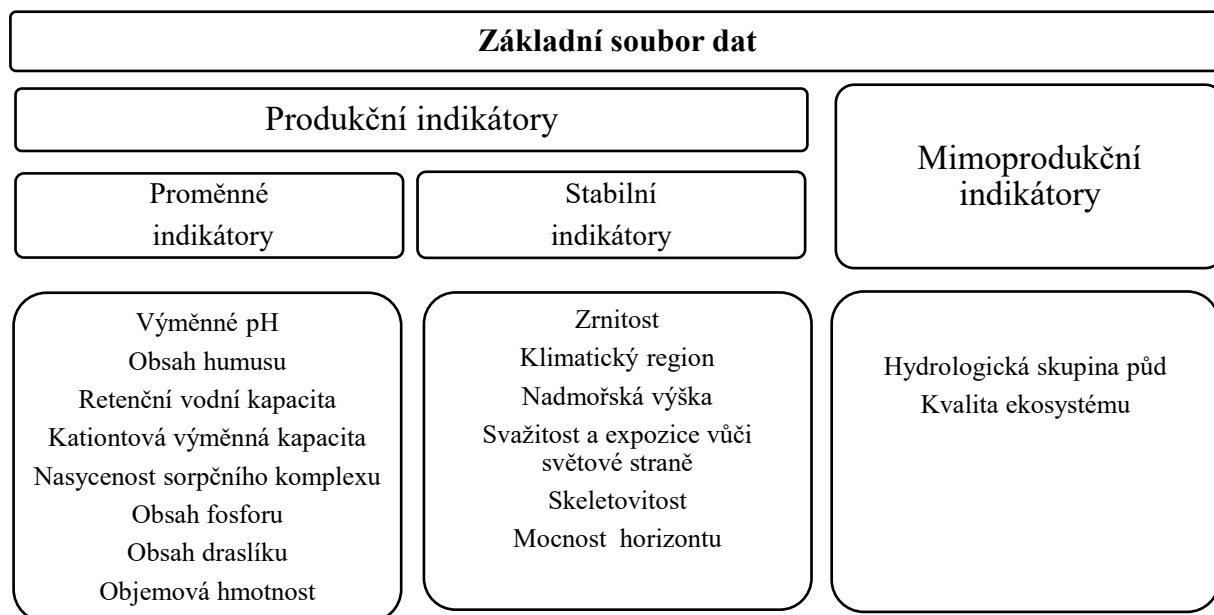 Základní soubor dat
Produkční indikátory
Mimoprodukční
indikátory
Proměnné
indikátory
Stabilní
indikátory
Výměnné pH
Obsah humusu
Retenční vodní kapacita
Kationtová výměnná kapacita
Nasycenost sorpčního komplexu
Obsah fosforu
Obsah draslíku
Objemová hmotnost
Zrnitost
Klimatický region
Nadmořská výška
Svažitost a expozice vůči
světové straně
Skeletovitost
Mocnost horizontu
Hydrologická skupina půd
Kvalita ekosystému